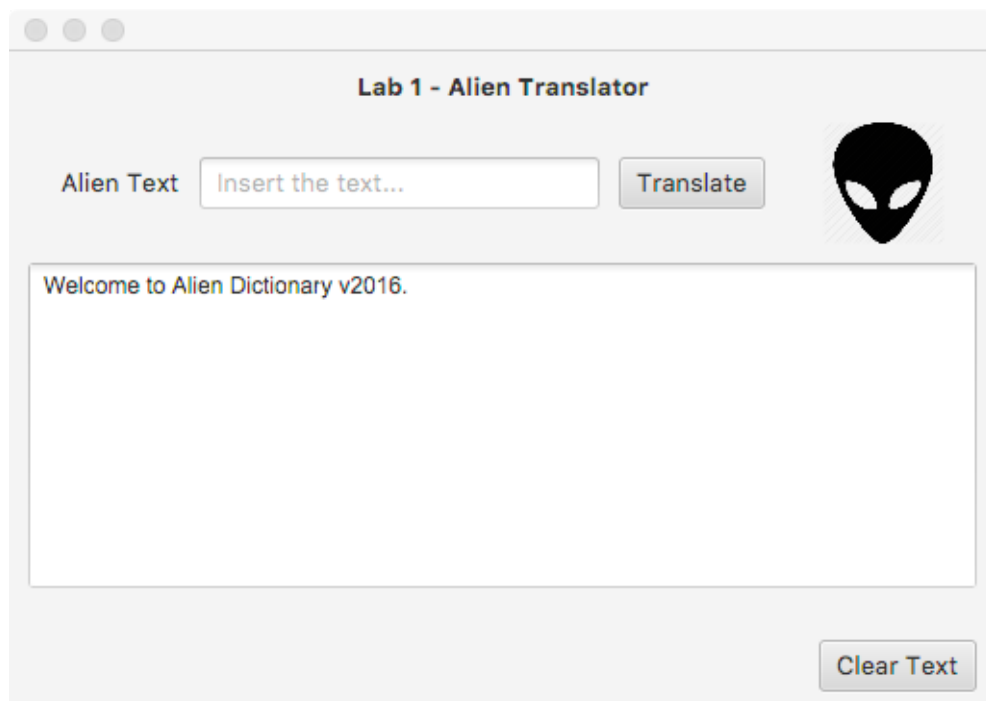 Lab 1 - Alien Translator
Alien Text Insert the text... Translate
Welcome to Alien Dictionary v2016.
Clear Text